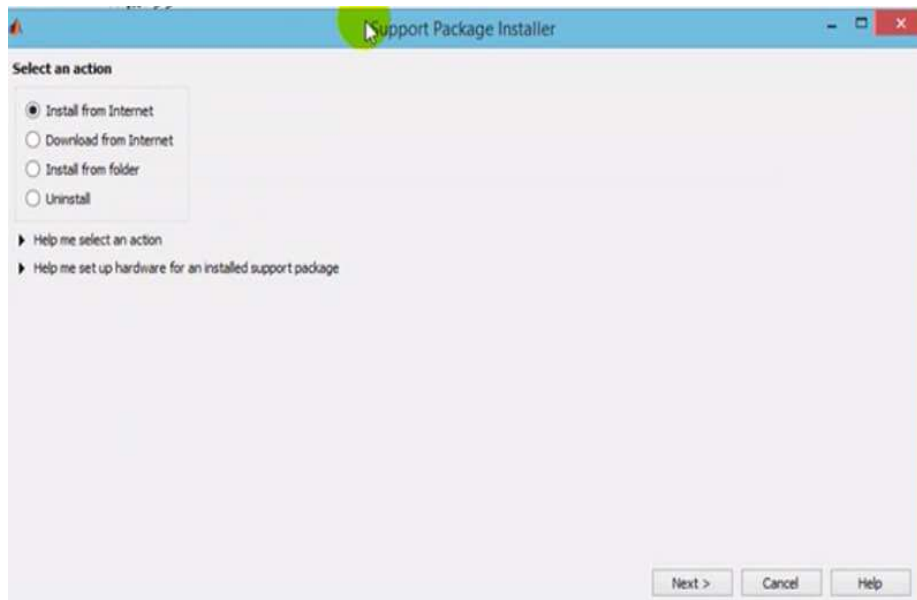 Support Package Installer
Select an action
Install from Internet
Download from Internet
Install from folder
Uninstall
Help me select an action
Help me set up hardware for an installed support package
Next > Cancel Help